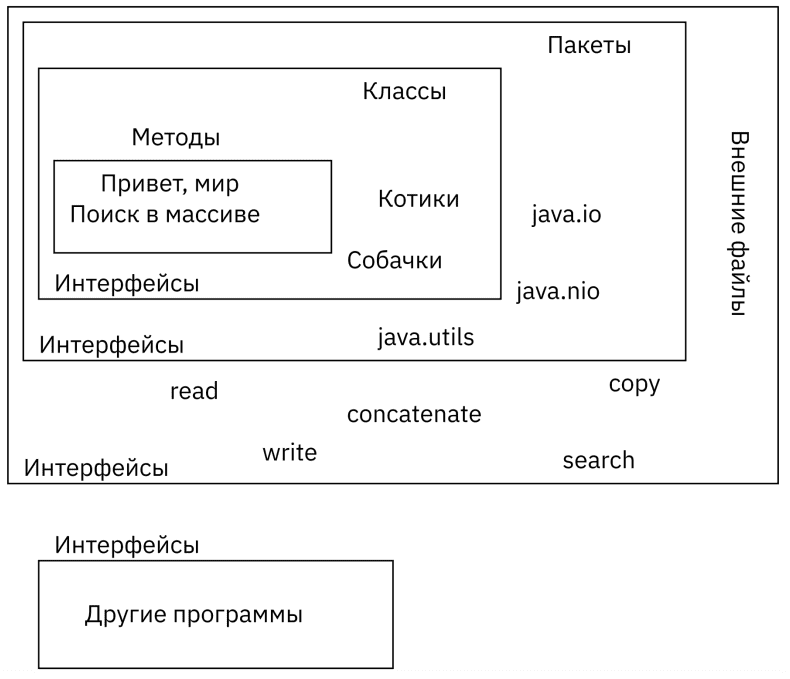 Пакеты
Классы
Методы
Привет, мир
Поиск в массиве
Котики
java.io
Собачки
Интерфейсы
java.nio
Интерфейсы
java.utils
Внешние файлы
read
copy
concatenate
write
search
Интерфейсы
Интерфейсы
Другие программы